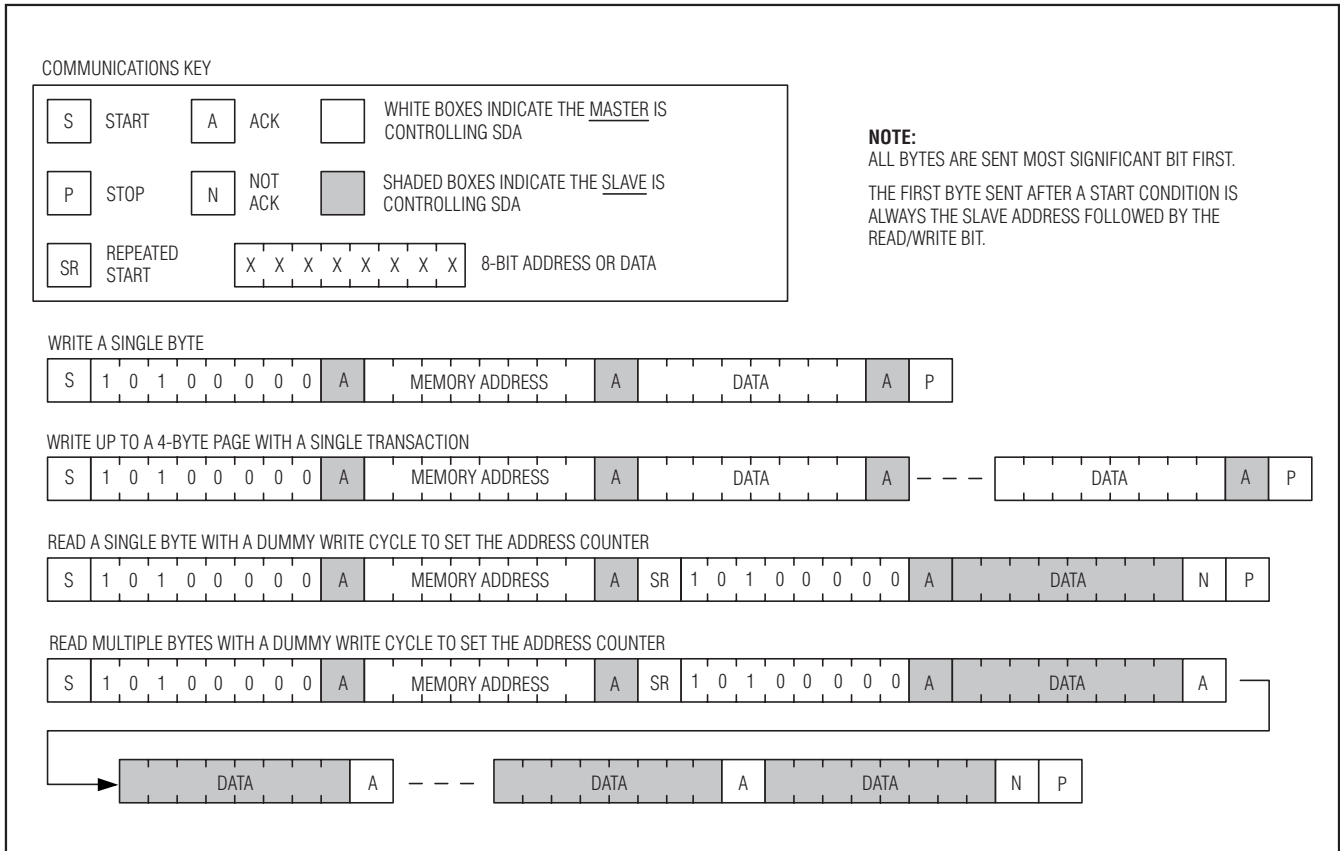 COMMUNICATIONS KEY
S START A ACK WHITE BOXES INDICATE THE MASTER IS
CONTROLLING SDA
P STOP N NOT
ACK SHADED BOXES INDICATE THE SLAVE IS
CONTROLLING SDA
SR REPEATED
START X X X X X X X X 8-BIT ADDRESS OR DATA
NOTE:
ALL BYTES ARE SENT MOST SIGNIFICANT BIT FIRST.
THE FIRST BYTE SENT AFTER A START CONDITION IS
ALWAYS THE SLAVE ADDRESS FOLLOWED BY THE
READ/WRITE BIT.
WRITE A SINGLE BYTE
S 1 0 1 0 0 0 0 0 A MEMORY ADDRESS A DATA A P
WRITE UP TO A 4-BYTE PAGE WITH A SINGLE TRANSACTION
S 1 0 1 0 0 0 0 0 A MEMORY ADDRESS A DATA A DATA A P
READ A SINGLE BYTE WITH A DUMMY WRITE CYCLE TO SET THE ADDRESS COUNTER
S 1 0 1 0 0 0 0 0 A MEMORY ADDRESS A SR 1 0 1 0 0 0 0 0 A DATA N P
READ MULTIPLE BYTES WITH A DUMMY WRITE CYCLE TO SET THE ADDRESS COUNTER
S 1 0 1 0 0 0 0 0 A MEMORY ADDRESS A SR 1 0 1 0 0 0 0 0 A DATA A
DATA A DATA A DATA N P